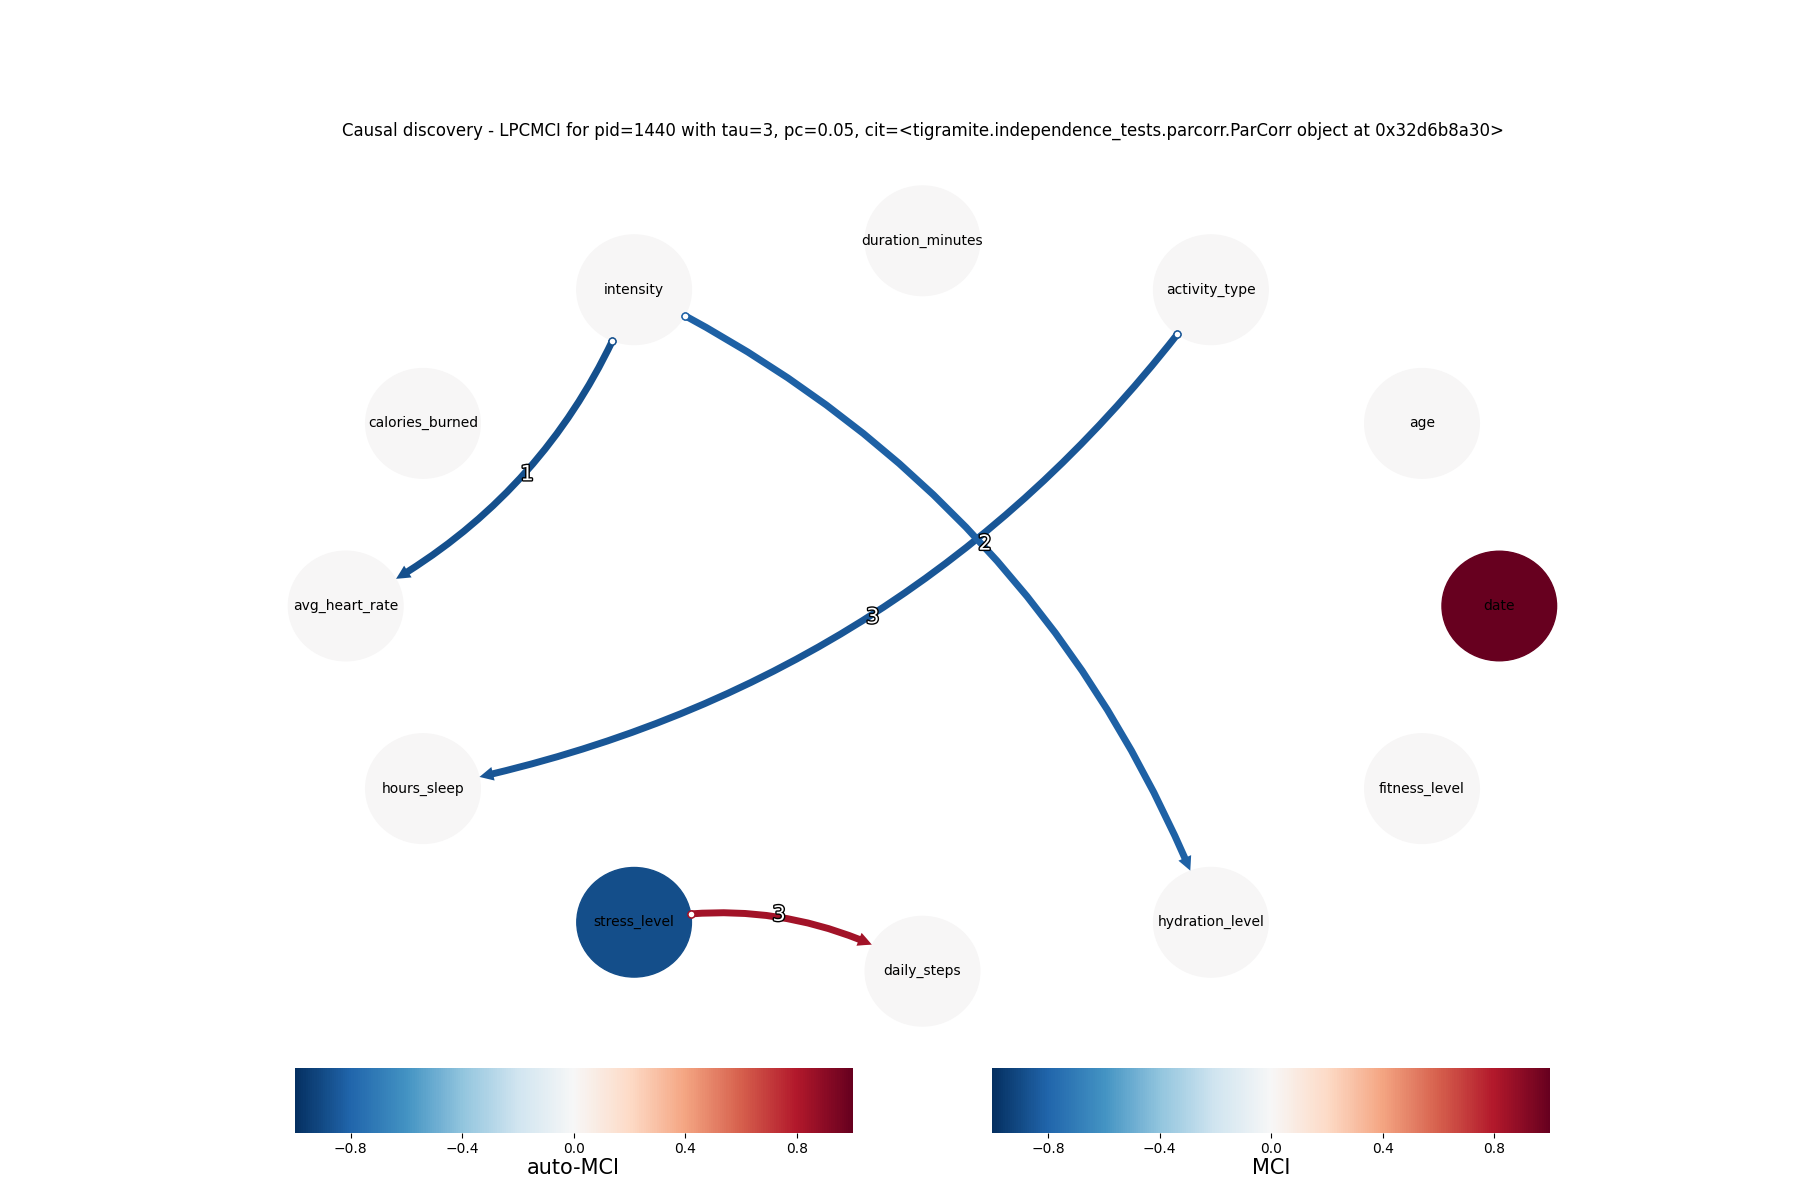 Causal discovery - LPCMCI for pid=1440 with tau=3, pc=0.05, cit=<tigramite.independence_tests.parcorr.ParCorr object at 0x32d6b8a30>
duration_minutes
intensity
activity_type
calories_burned
age
1
2
avg_heart_rate
3
date
hours_sleep
fitness_level
stress_level
3
daily_steps
hydration_level
−0.8 −0.4 0.0 0.4 0.8
auto-MCI
−0.8 −0.4 0.0 0.4 0.8
MCI